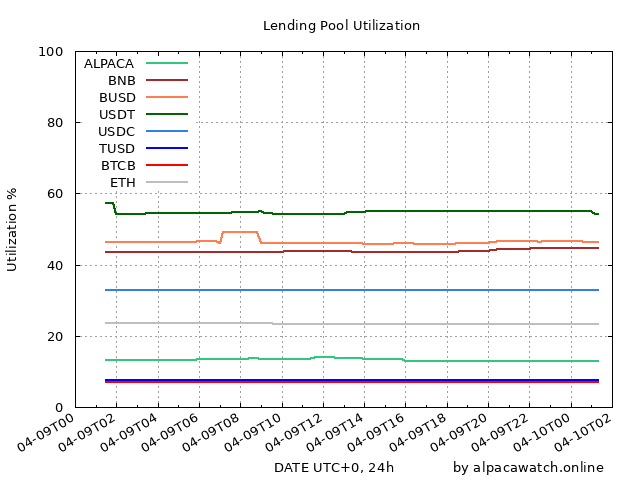 Lending Pool Utilization
100
80
60
40
20
0
Utilization %
ALPACA
BNB
BUSD
USDT
USDC
TUSD
BTCB
ETH
04-09T00
04-09T02
04-09T04
04-09T06
04-09T08
04-09T10
04-09T12
04-09T14
04-09T16
04-09T18
04-09T20
04-09T22
04-10T00
04-10T02
DATE UTC+0, 24h
by alpacawatch.online